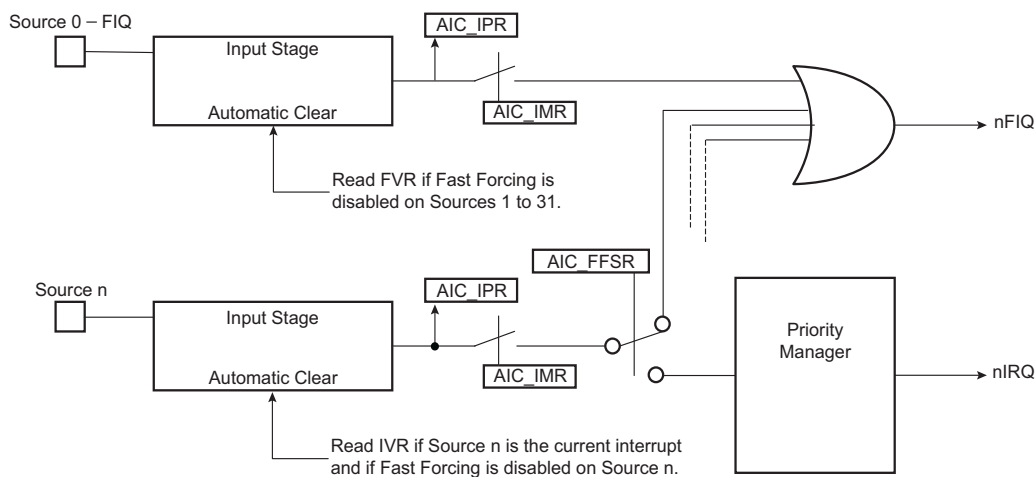 Source 0 – FIQ
AIC_IPR
Input Stage
Automatic Clear
AIC_IMR
nFIQ
Read FVR if Fast Forcing is
disabled on Sources 1 to 31.
AIC_FFSR
Source n
AIC_IPR
Input Stage
Priority
Manager
Automatic Clear
AIC_IMR
nIRQ
Read IVR if Source n is the current interrupt
and if Fast Forcing is disabled on Source n.